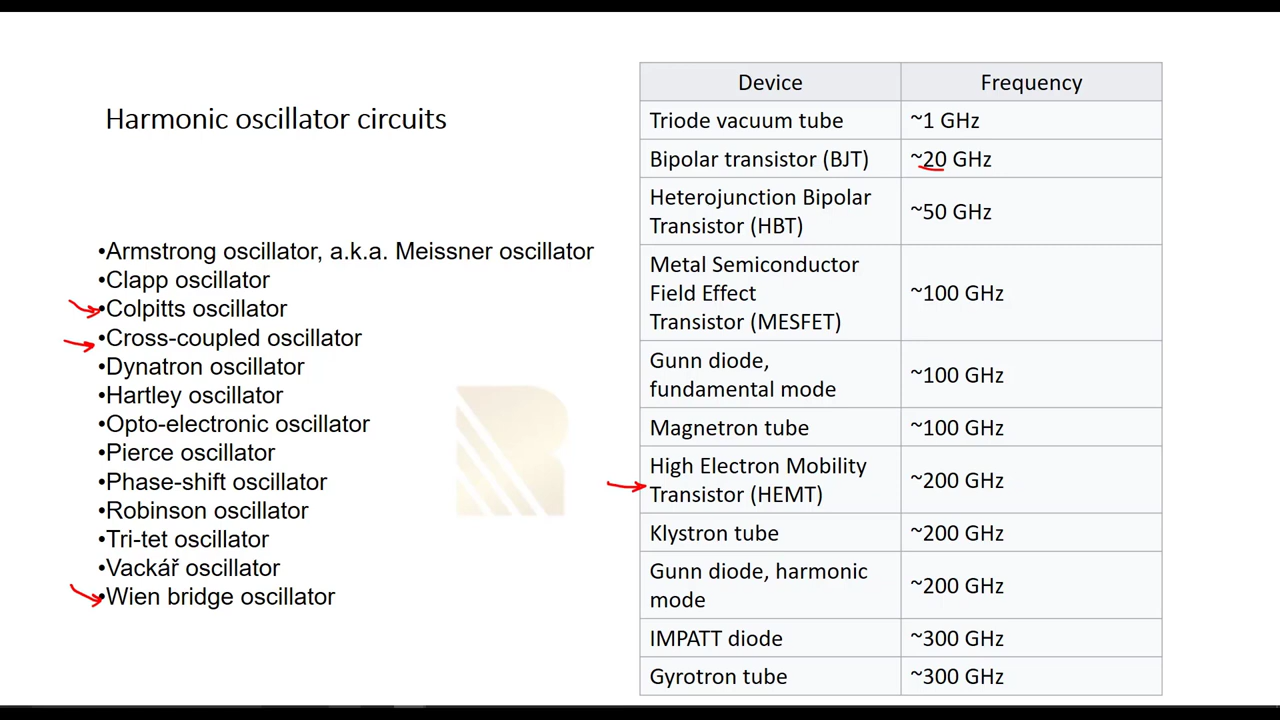 Harmonic oscillator circuits
•Armstrong oscillator, a.k.a. Meissner oscillator
•Clapp oscillator
•Colpitts oscillator
•Cross-coupled oscillator
•Dynatron oscillator
•Hartley oscillator
•Opto-electronic oscillator
•Pierce oscillator
•Phase-shift oscillator
•Robinson oscillator
•Tri-tet oscillator
•Vackář oscillator
•Wien bridge oscillator
Device Frequency
Triode vacuum tube ~1 GHz
Bipolar transistor (BJT) ~20 GHz
Heterojunction Bipolar
Transistor (HBT) ~50 GHz
Metal Semiconductor
Field Effect ~100 GHz
Transistor (MESFET)
Gunn diode,
fundamental mode ~100 GHz
Magnetron tube ~100 GHz
High Electron Mobility
Transistor (HEMT) ~200 GHz
Klystron tube ~200 GHz
Gunn diode, harmonic
mode ~200 GHz
IMPATT diode ~300 GHz
Gyrotron tube ~300 GHz